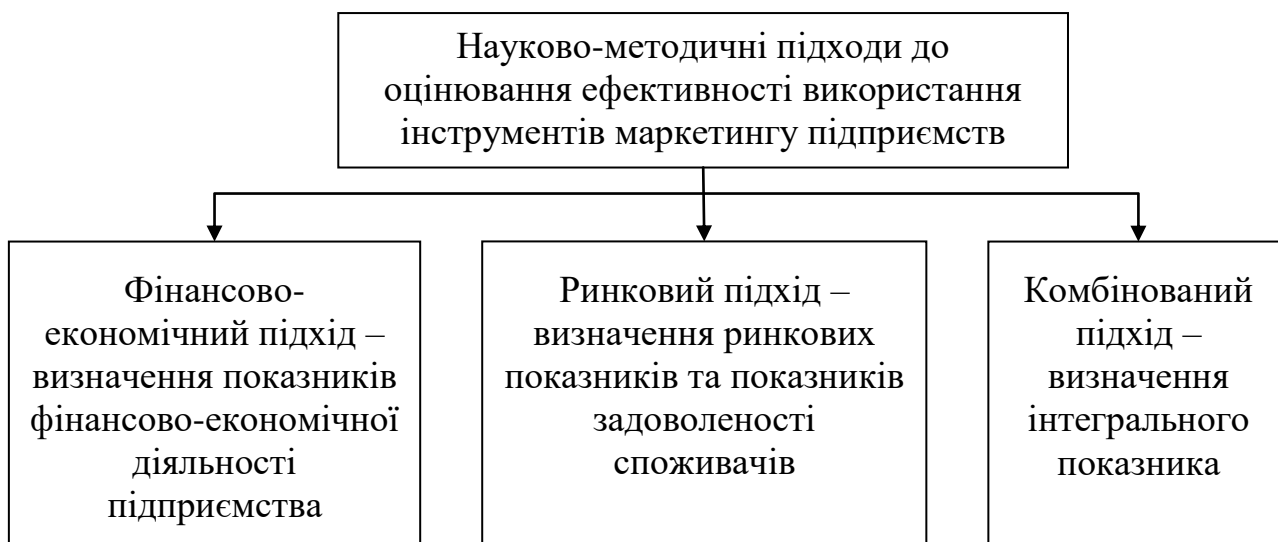 Науково-методичні підходи до
оцінювання ефективності використання
інструментів маркетингу підприємств
Фінансово-
економічний підхід –
визначення показників
фінансово-економічної
діяльності
підприємства
Ринковий підхід –
визначення ринкових
показників та показників
задоволеності
споживачів
Комбінований
підхід –
визначення
інтегрального
показника